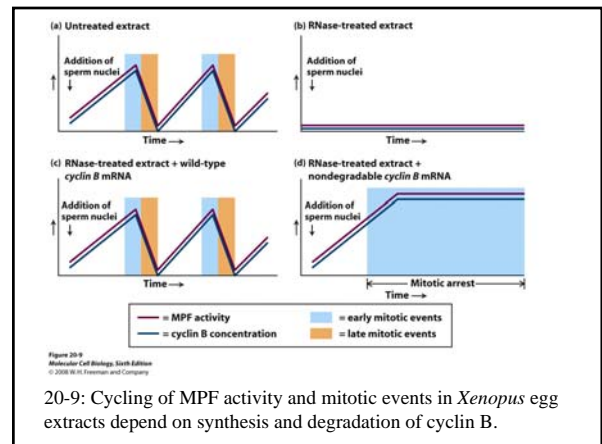 (a) Untreated extract
Addition of
sperm nuclei
Time
(b) RNase-treated extract
Addition of
sperm nuclei
Time
(c) RNase-treated extract + wild-type
cyclin B mRNA
Addition of
sperm nuclei
Time
(d) RNase-treated extract +
nondegradable cyclin B mRNA
Addition of
sperm nuclei
Mitotic arrest
Time
= MPF activity
= cyclin B concentration
= early mitotic events
= late mitotic events
Figure 20-9
Molecular Cell Biology, Sixth Edition
© 2008 W.H. Freeman and Company
20-9: Cycling of MPF activity and mitotic events in Xenopus egg
extracts depend on synthesis and degradation of cyclin B.